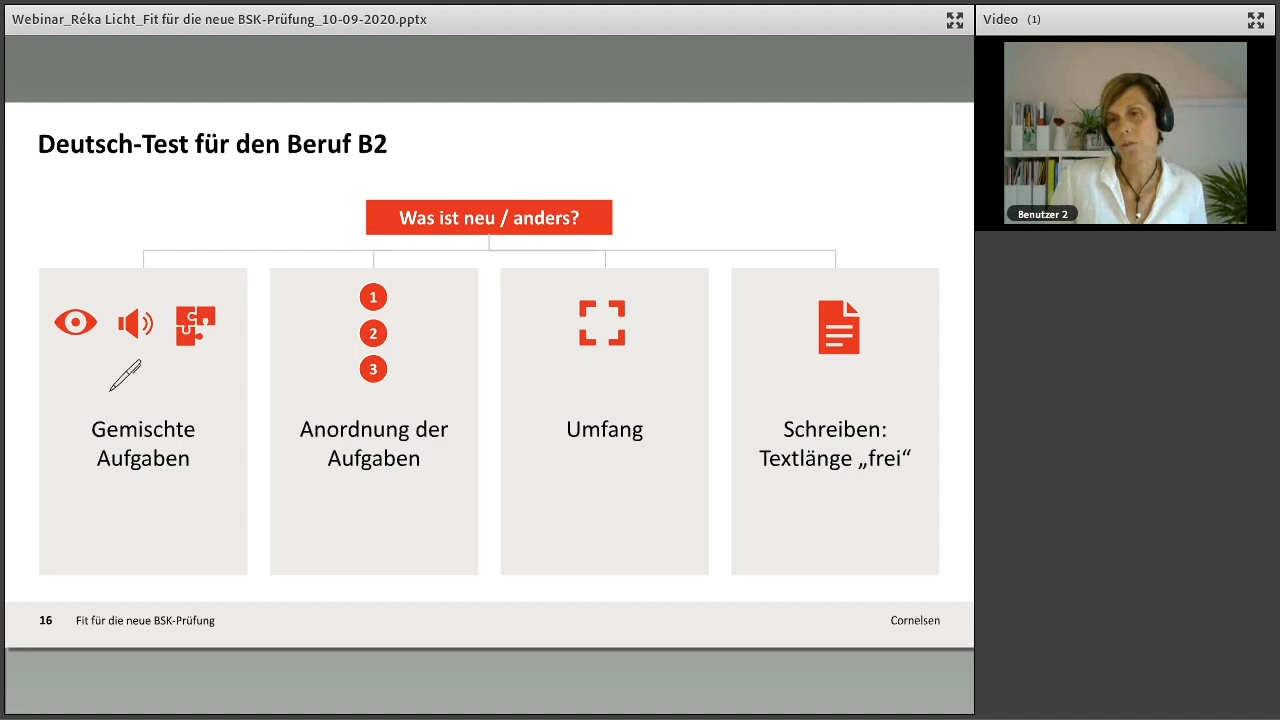 Webinar_Réka Licht_Fit für die neue BSK-Prüfung_10-09-2020.pptx
Video (1)
Benutzer 2
Deutsch-Test für den Beruf B2
Was ist neu / anders?
1
2
3
Gemischte
Aufgaben
Anordnung der
Aufgaben
Umfang
Schreiben:
Textlänge „frei“
16 Fit für die neue BSK-Prüfung
Cornelsen